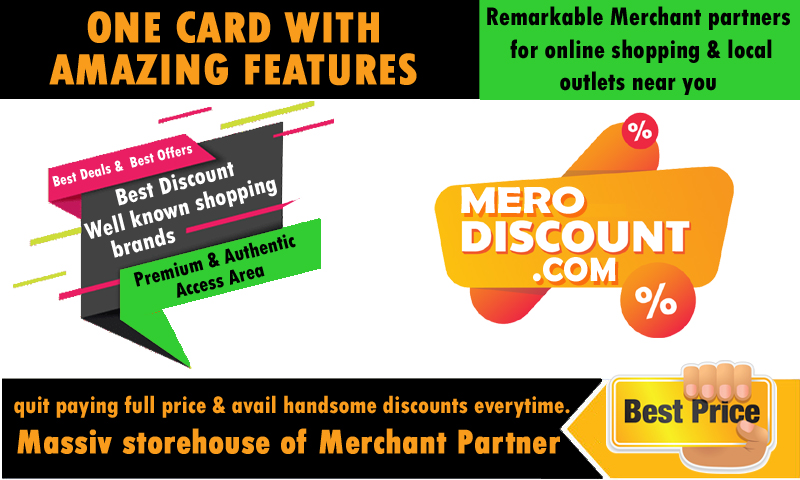 ONE CARD WITH
AMAZING FEATURES
Remarkable Merchant partners
for online shopping & local
outlets near you
Best Deals & Best Offers
Best Discount
Well known shopping
brands
Premium & Authentic
Access Area
%
MERO
DISCOUNT
.COM
%
quit paying full price & avail handsome discounts everytime.
Massiv storehouse of Merchant Partner
Best Price